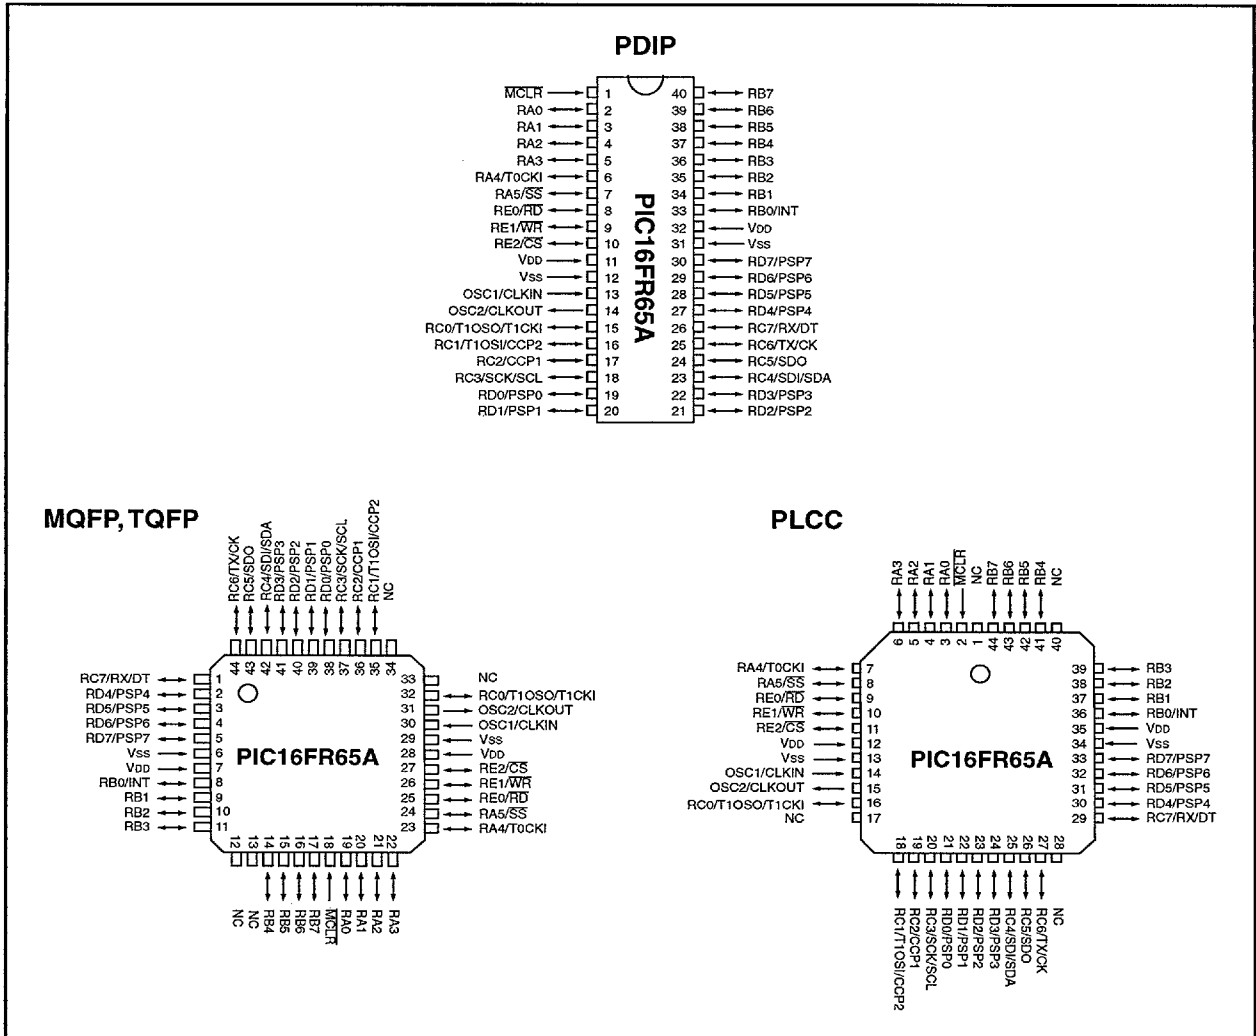 PDIP
MCLR 1 40 RB7
RA0 2 39 RB6
RA1 3 38 RB5
RA2 4 37 RB4
RA3 5 36 RB3
RA4/T0CKI 6 35 RB2
RA5/SS 7 34 RB1
RE0/RD 8 33 RB0/INT
RE1/WR 9 32 VDD
RE2/CS 10 31 VSS
VDD 11 30 RD7/PSP7
VSS 12 29 RD6/PSP6
OSC1/CLKIN 13 28 RD5/PSP5
OSC2/CLKOUT 14 27 RD4/PSP4
RC0/T1OSO/T1CKI 15 26 RC7/RX/DT
RC1/T1OSI/CCP2 16 25 RC6/TX/CK
RC2/CCP1 17 24 RC5/SDO
RC3/SCK/SCL 18 23 RC4/SDI/SDA
RD0/PSP0 19 22 RD3/PSP3
RD1/PSP1 20 21 RD2/PSP2
PIC16FR65A
MQFP, TQFP
RC6/TX/CK
RC5/SDO
RC4/SDI/SDA
RD3/PSP3
RD2/PSP2
RD1/PSP1
RD0/PSP0
RC3/SCK/SCL
RC2/CCP1
RC1/T1OSI/CCP2
NC
44 43 42 41 40 39 38 37 36 35 34
RC7/RX/DT 1 33 NC
RD4/PSP4 2 32 RC0/T1OSO/T1CKI
RD5/PSP5 3 31 OSC2/CLKOUT
RD6/PSP6 4 30 OSC1/CLKIN
RD7/PSP7 5 29 VSS
VSS 6 28 VDD
VDD 7 27 RE2/CS
RB0/INT 8 26 RE1/WR
RB1 9 25 RE0/RD
RB2 10 24 RA5/SS
RB3 11 23 RA4/T0CKI
PIC16FR65A
12 13 14 15 16 17 18 19 20 21 22
NC
NC
RB4
RB5
RB6
RB7
MCLR
RA0
RA1
RA2
RA3
PLCC
RA3
RA2
RA1
RA0
MCLR
NC
RB7
RB6
RB5
RB4
NC
6 5 4 3 2 1 44 43 42 41 40
RA4/T0CKI 7 39 RB3
RA5/SS 8 38 RB2
RE0/RD 9 37 RB1
RE1/WR 10 36 RB0/INT
RE2/CS 11 35 VDD
VDD 12 34 VSS
VSS 13 33 RD7/PSP7
OSC1/CLKIN 14 32 RD6/PSP6
OSC2/CLKOUT 15 31 RD5/PSP5
RC0/T1OSO/T1CKI 16 30 RD4/PSP4
NC 17 29 RC7/RX/DT
PIC16FR65A
18 19 20 21 22 23 24 25 26 27 28
RC1/T1OSI/CCP2
RC2/CCP1
RC3/SCK/SCL
RD0/PSP0
RD1/PSP1
RD2/PSP2
RD3/PSP3
RC4/SDI/SDA
RC5/SDO
RC6/TX/CK
NC